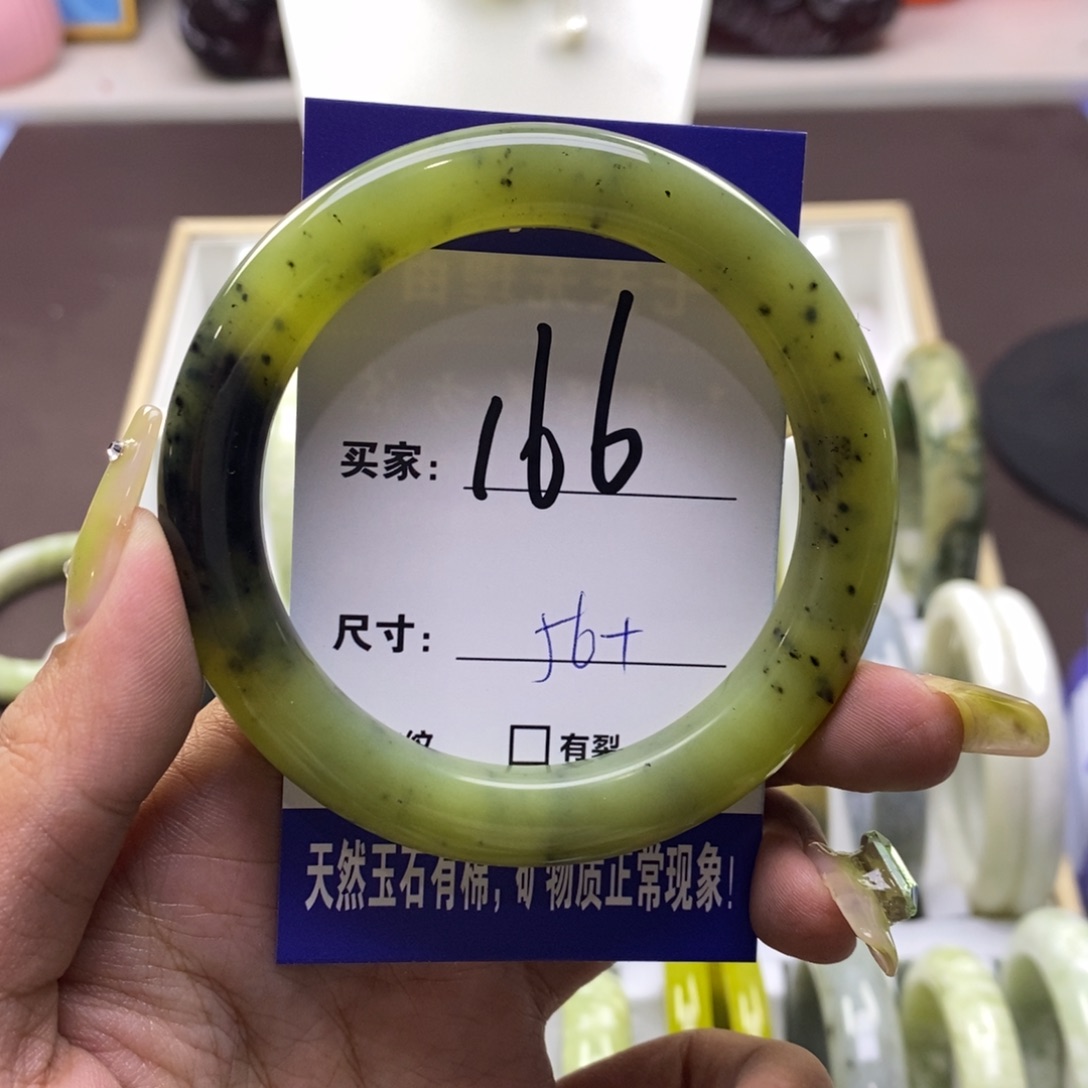 买家: 166
尺寸: 56+
纹 □有裂
天然玉石有棉,矿物质正常现象!